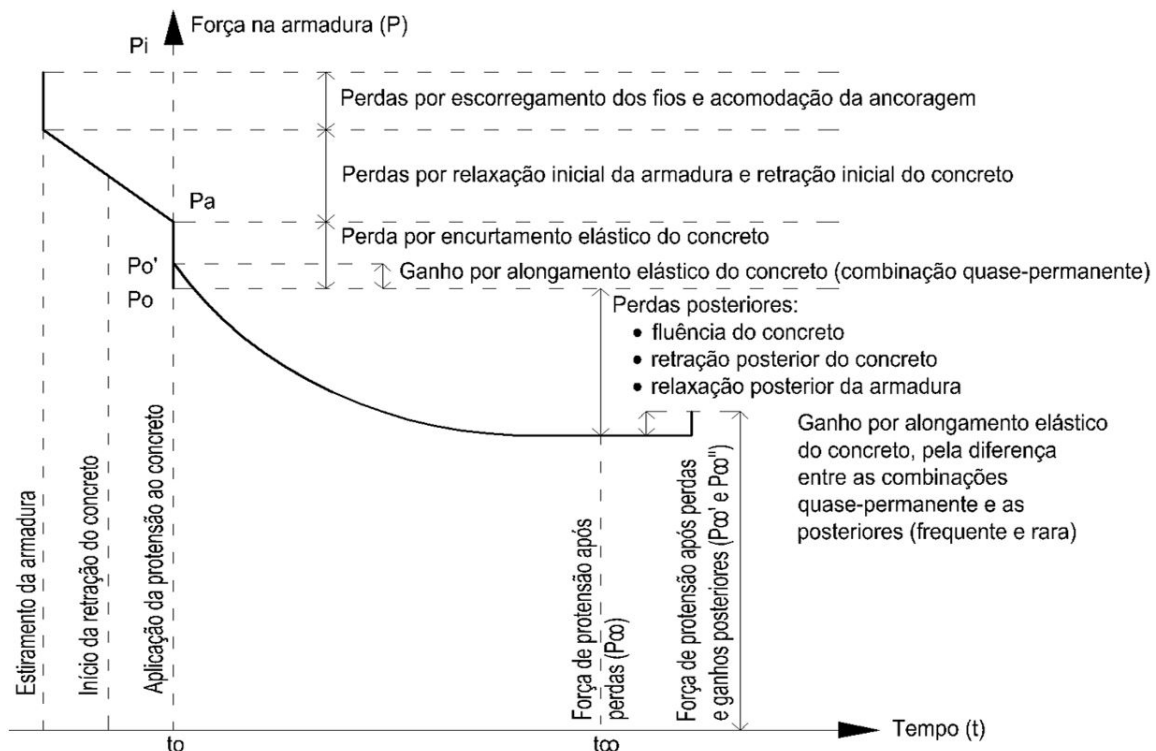 Força na armadura (P)
Pi
Perdas por escorregamento dos fios e acomodação da ancoragem
Perdas por relaxação inicial da armadura e retração inicial do concreto
Pa
Perda por encurtamento elástico do concreto
Po'
Ganho por alongamento elástico do concreto (combinação quase-permanente)
Po
Perdas posteriores:
• fluência do concreto
• retração posterior do concreto
• relaxação posterior da armadura
Ganho por alongamento elástico
do concreto, pela diferença
entre as combinações
quase-permanente e as
posteriores (frequente e rara)
Estiramento da armadura
Início da retração do concreto
Aplicação da protensão ao concreto
Força de protensão após
perdas (P∞)
Força de protensão após perdas
e ganhos posteriores (P∞' e P∞")
Tempo (t)
to
t∞